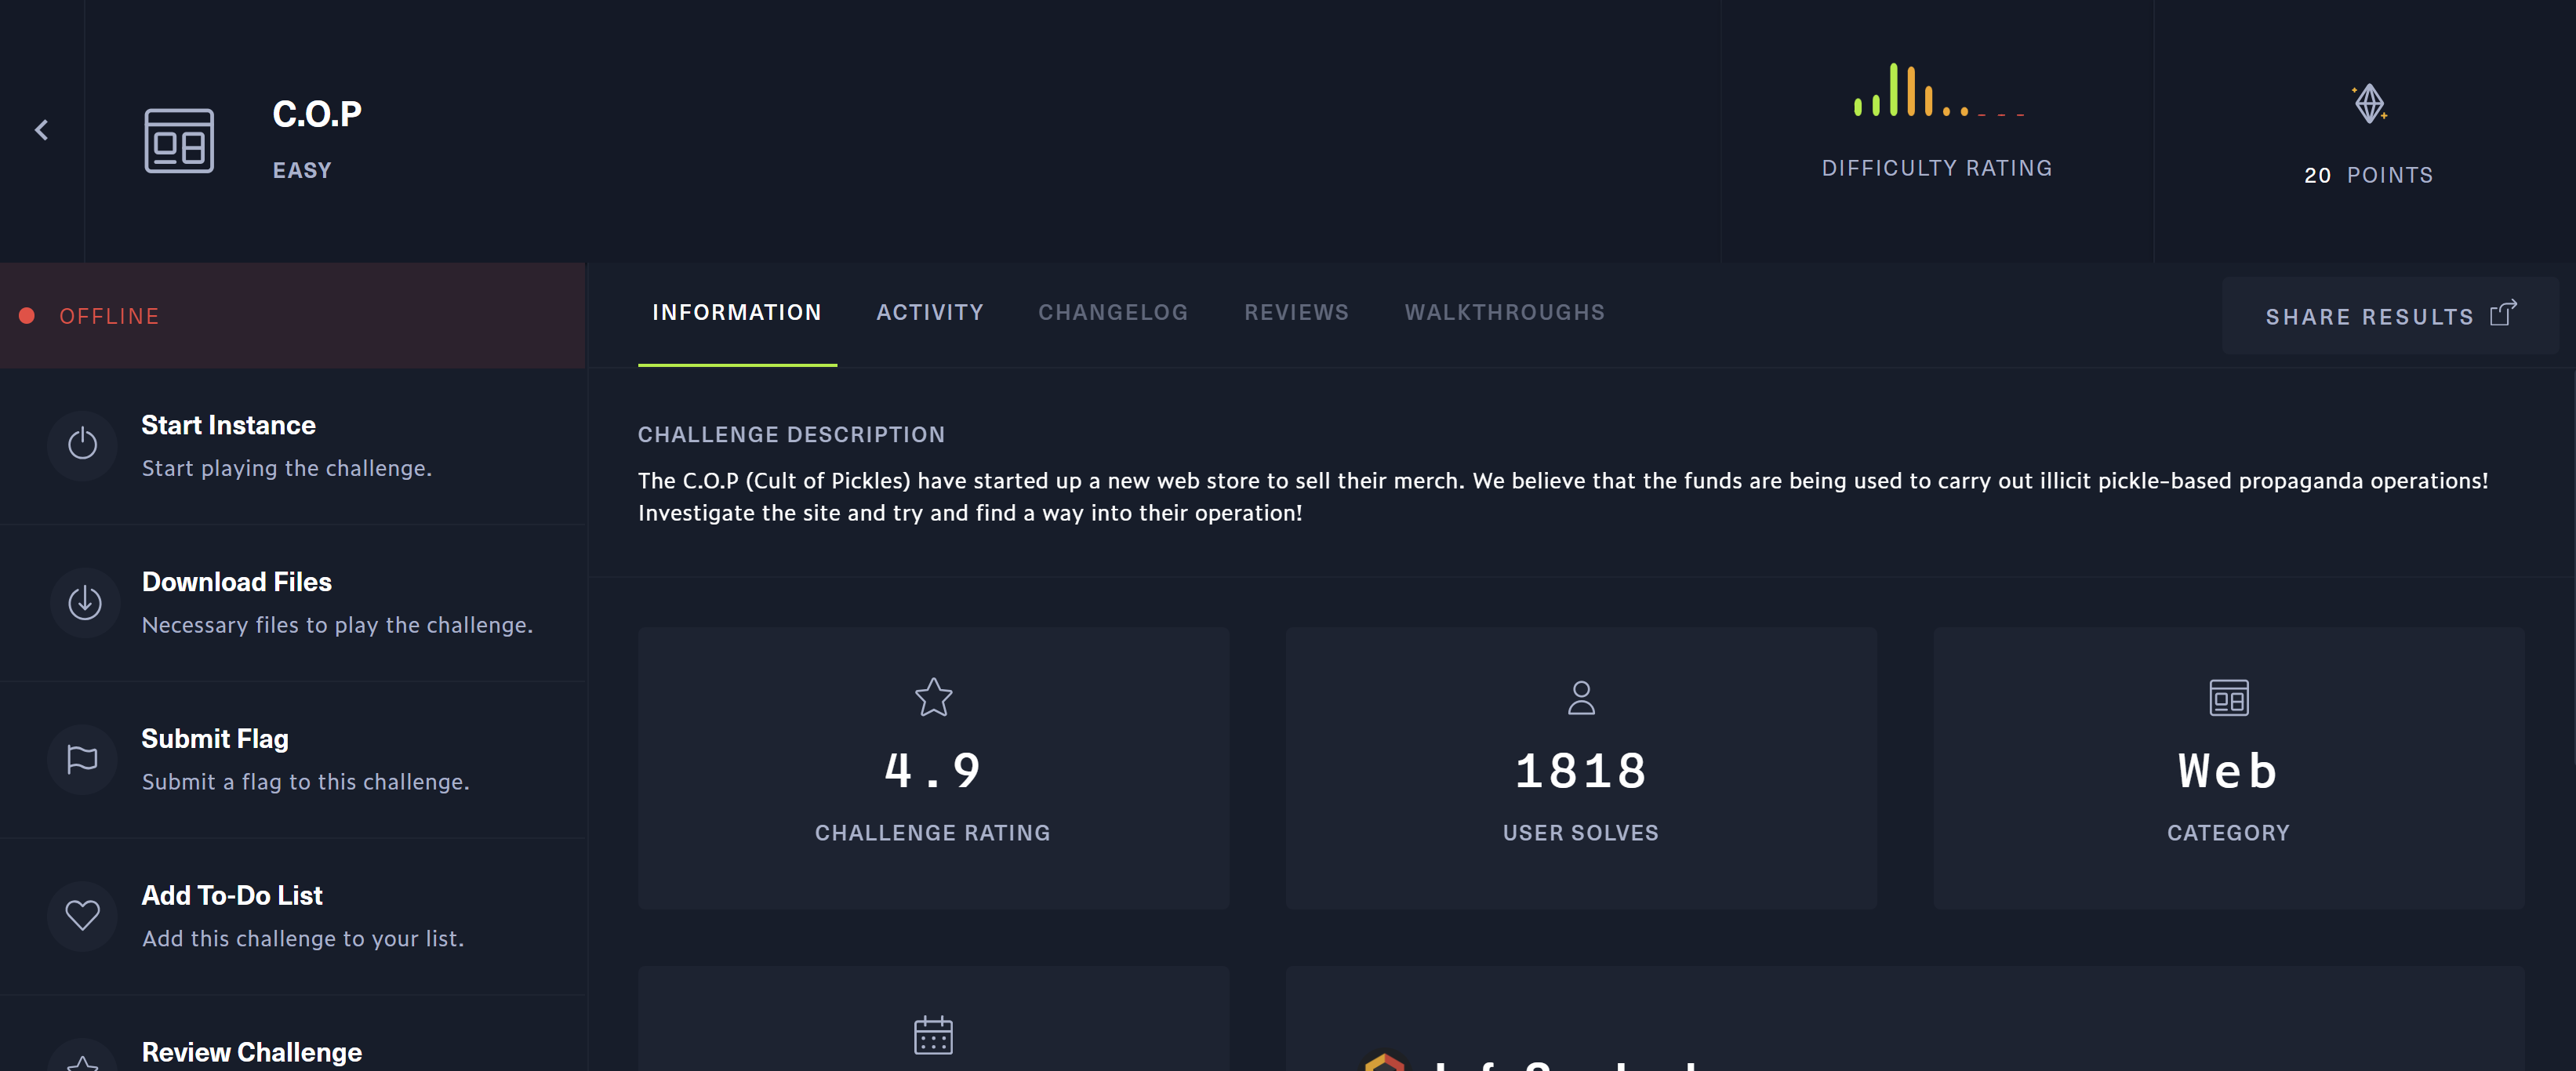 C.O.P
EASY
DIFFICULTY RATING
20 POINTS
OFFLINE
INFORMATION
ACTIVITY
CHANGELOG
REVIEWS
WALKTHROUGHS
SHARE RESULTS
Start Instance
Start playing the challenge.
Download Files
Necessary files to play the challenge.
Submit Flag
Submit a flag to this challenge.
Add To-Do List
Add this challenge to your list.
Review Challenge
CHALLENGE DESCRIPTION
The C.O.P (Cult of Pickles) have started up a new web store to sell their merch. We believe that the funds are being used to carry out illicit pickle-based propaganda operations!
Investigate the site and try and find a way into their operation!
4.9
CHALLENGE RATING
1818
USER SOLVES
Web
CATEGORY